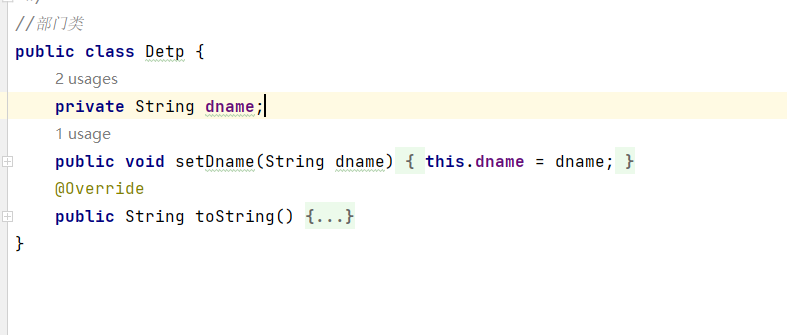 //部门类
public class Detp {
2 usages
private String dname;
1 usage
public void setDname(String dname) { this.dname = dname; }
@Override
public String toString() {...}
}